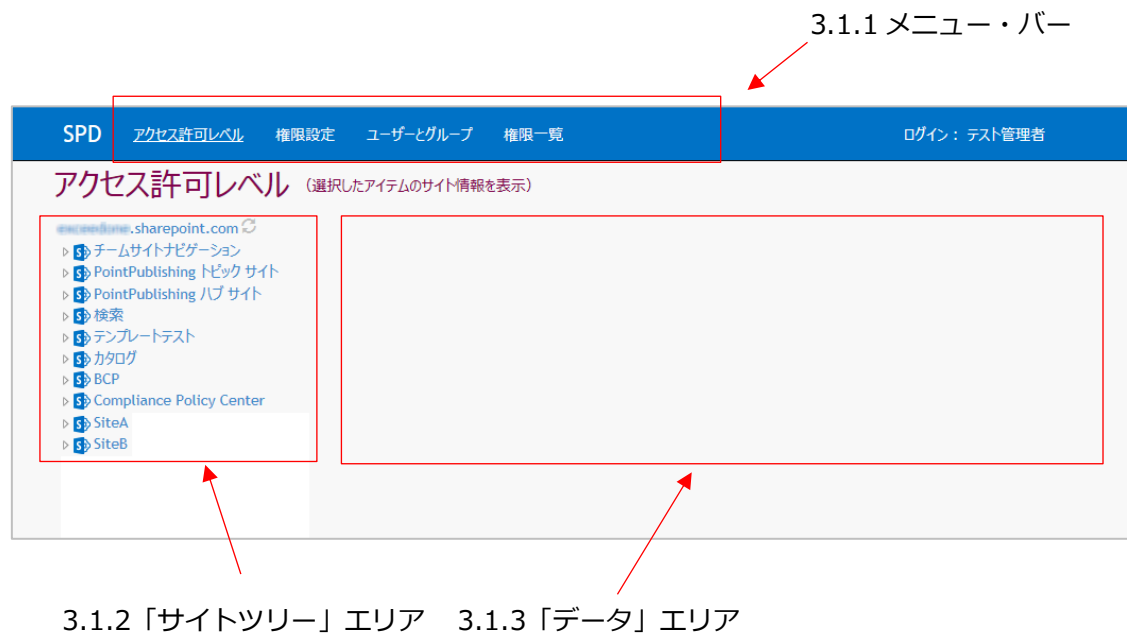 3.1.1 メニュー・バー
SPD アクセス許可レベル 権限設定 ユーザーとグループ 権限一覧 ログイン： テスト管理者
アクセス許可レベル （選択したアイテムのサイト情報を表示）
.sharepoint.com
チームサイトナビゲーション
PointPublishing トピック サイト
PointPublishing ハブ サイト
検索
テンプレートテスト
カタログ
BCP
Compliance Policy Center
SiteA
SiteB
3.1.2「サイトツリー」エリア 3.1.3「データ」エリア